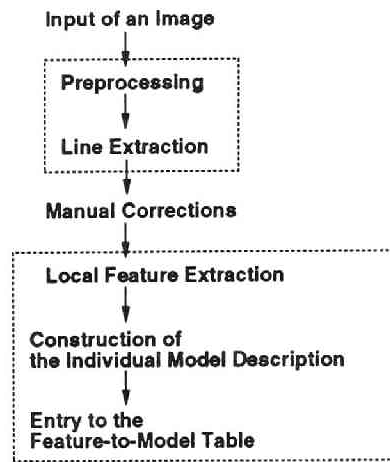 Input of an Image
Preprocessing
Line Extraction
Manual Corrections
Local Feature Extraction
Construction of
the Individual Model Description
Entry to the
Feature-to-Model Table